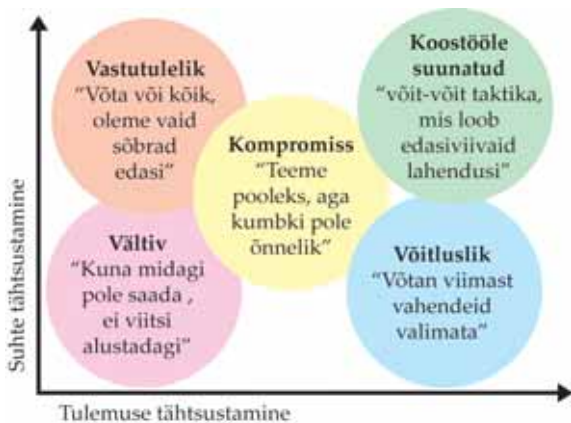 Vastutulelik
“Võta või kõik,
oleme vaid
sõbrad
edasi”
Koostööle
suunatud
“võit-võit taktika,
mis loob
edasiviivaid
lahendusi”
Kompromiss
“Teeme
pooleks, aga
kumbki pole
õnnelik”
Vältiv
“Kuna midagi
pole saada ,
ei viitsi
alustadagi”
Võitluslik
“Võtan viimast
vahendeid
valimata”
Suhte tähtsustamine
Tulemuse tähtsustamine